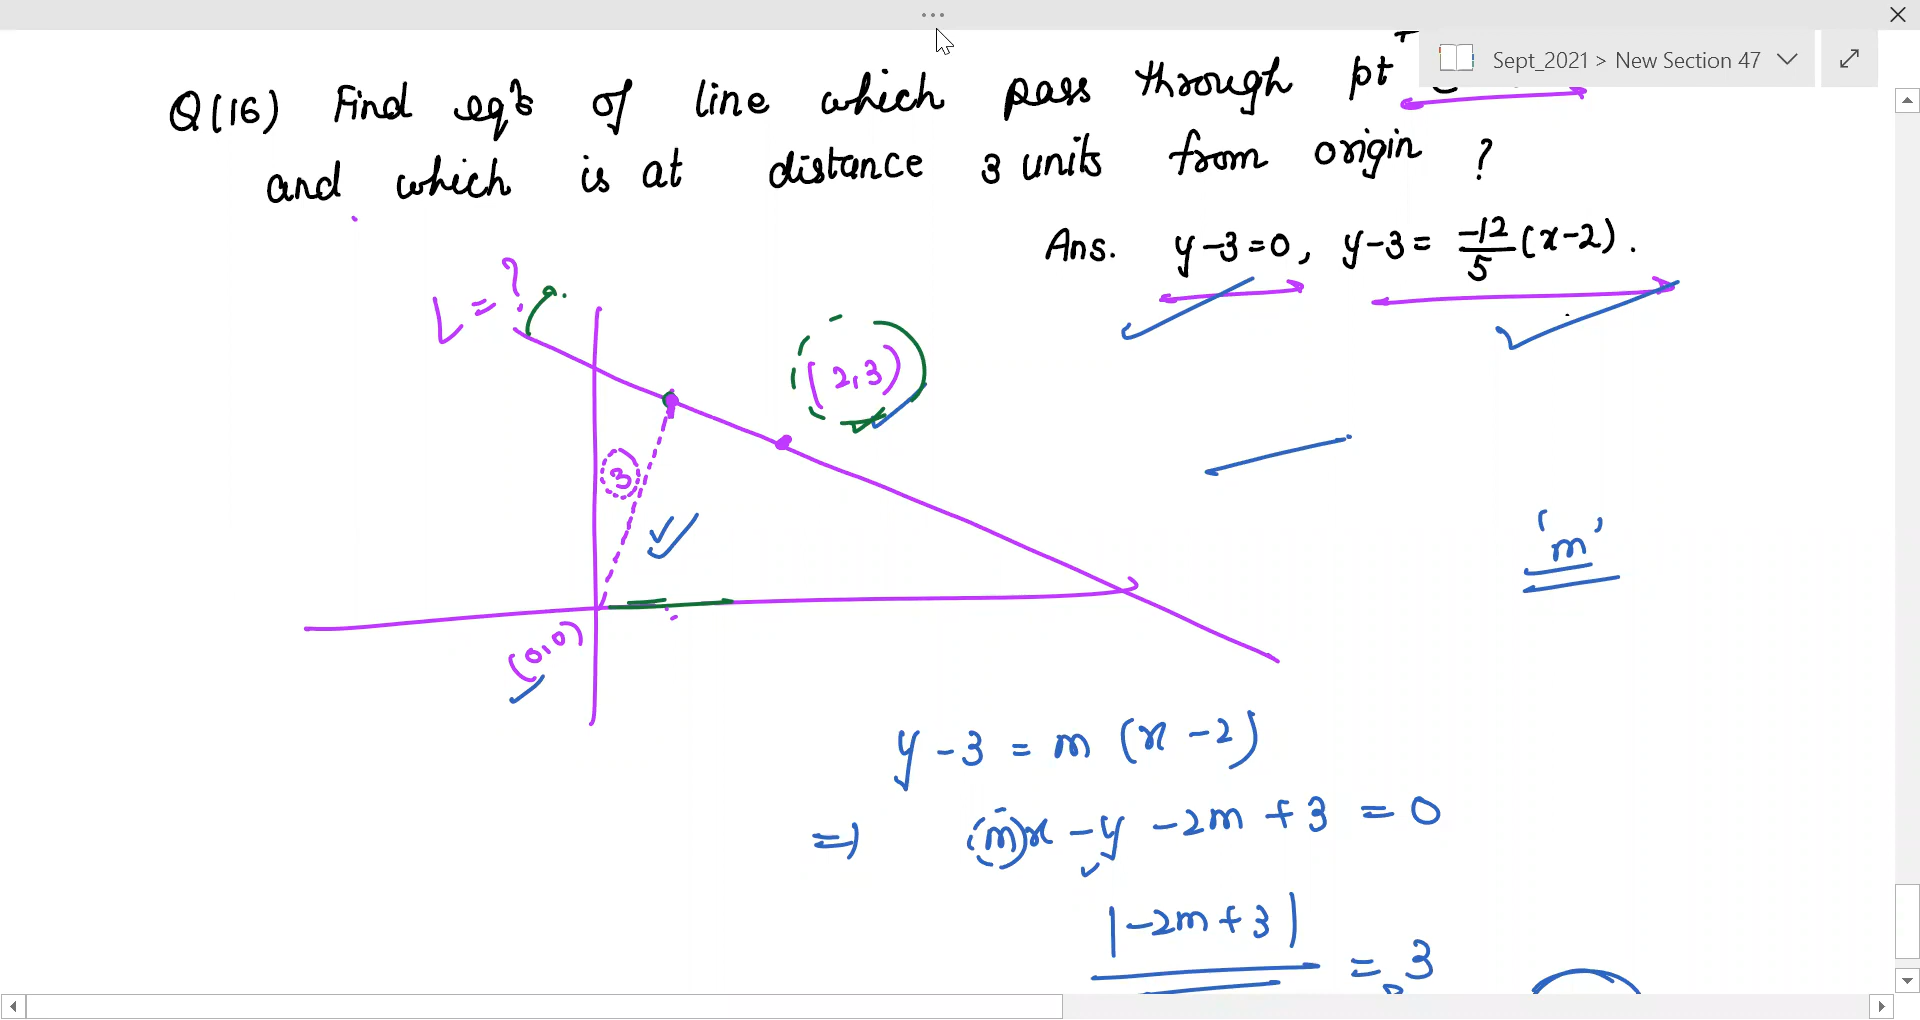 Sept_2021 > New Section 47
Q(16) Find eq's of line which pass through pt
and which is at distance 3 units from origin ?
Ans. y-3=0, y-3= -12/5 (x-2).
L=?
(2,3)
3
'm'
(0,0)
y-3 = m (x-2)
=) (m)x -y -2m +3 = 0
|-2m+3|
= 3